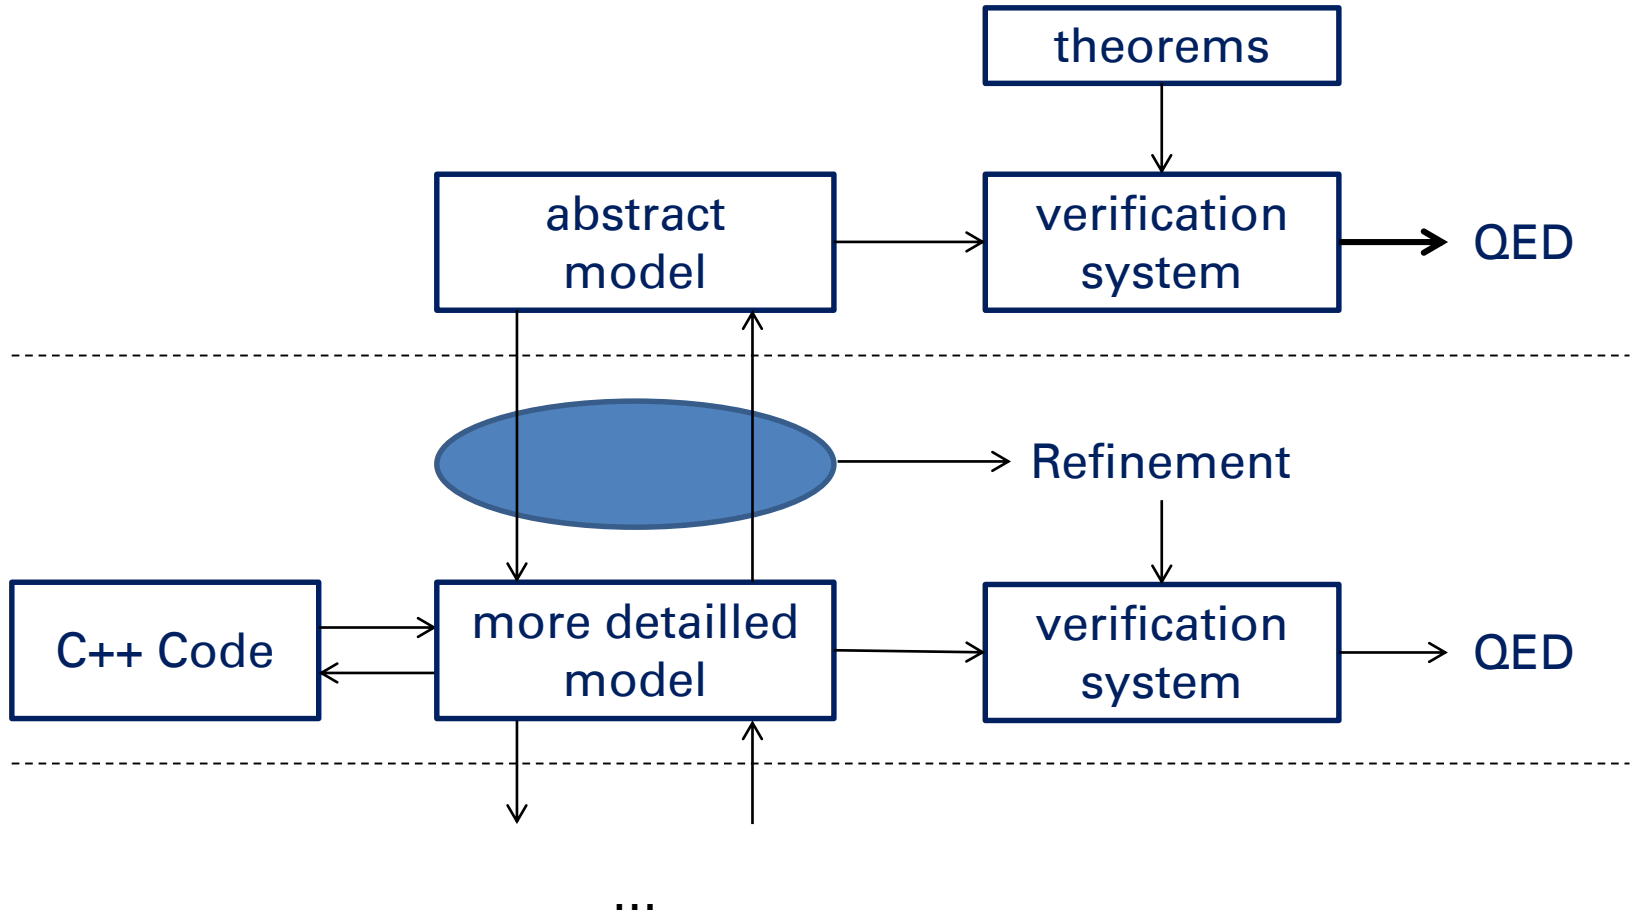 theorems
abstract
model
verification
system
QED
Refinement
C++ Code
more detailled
model
verification
system
QED
...